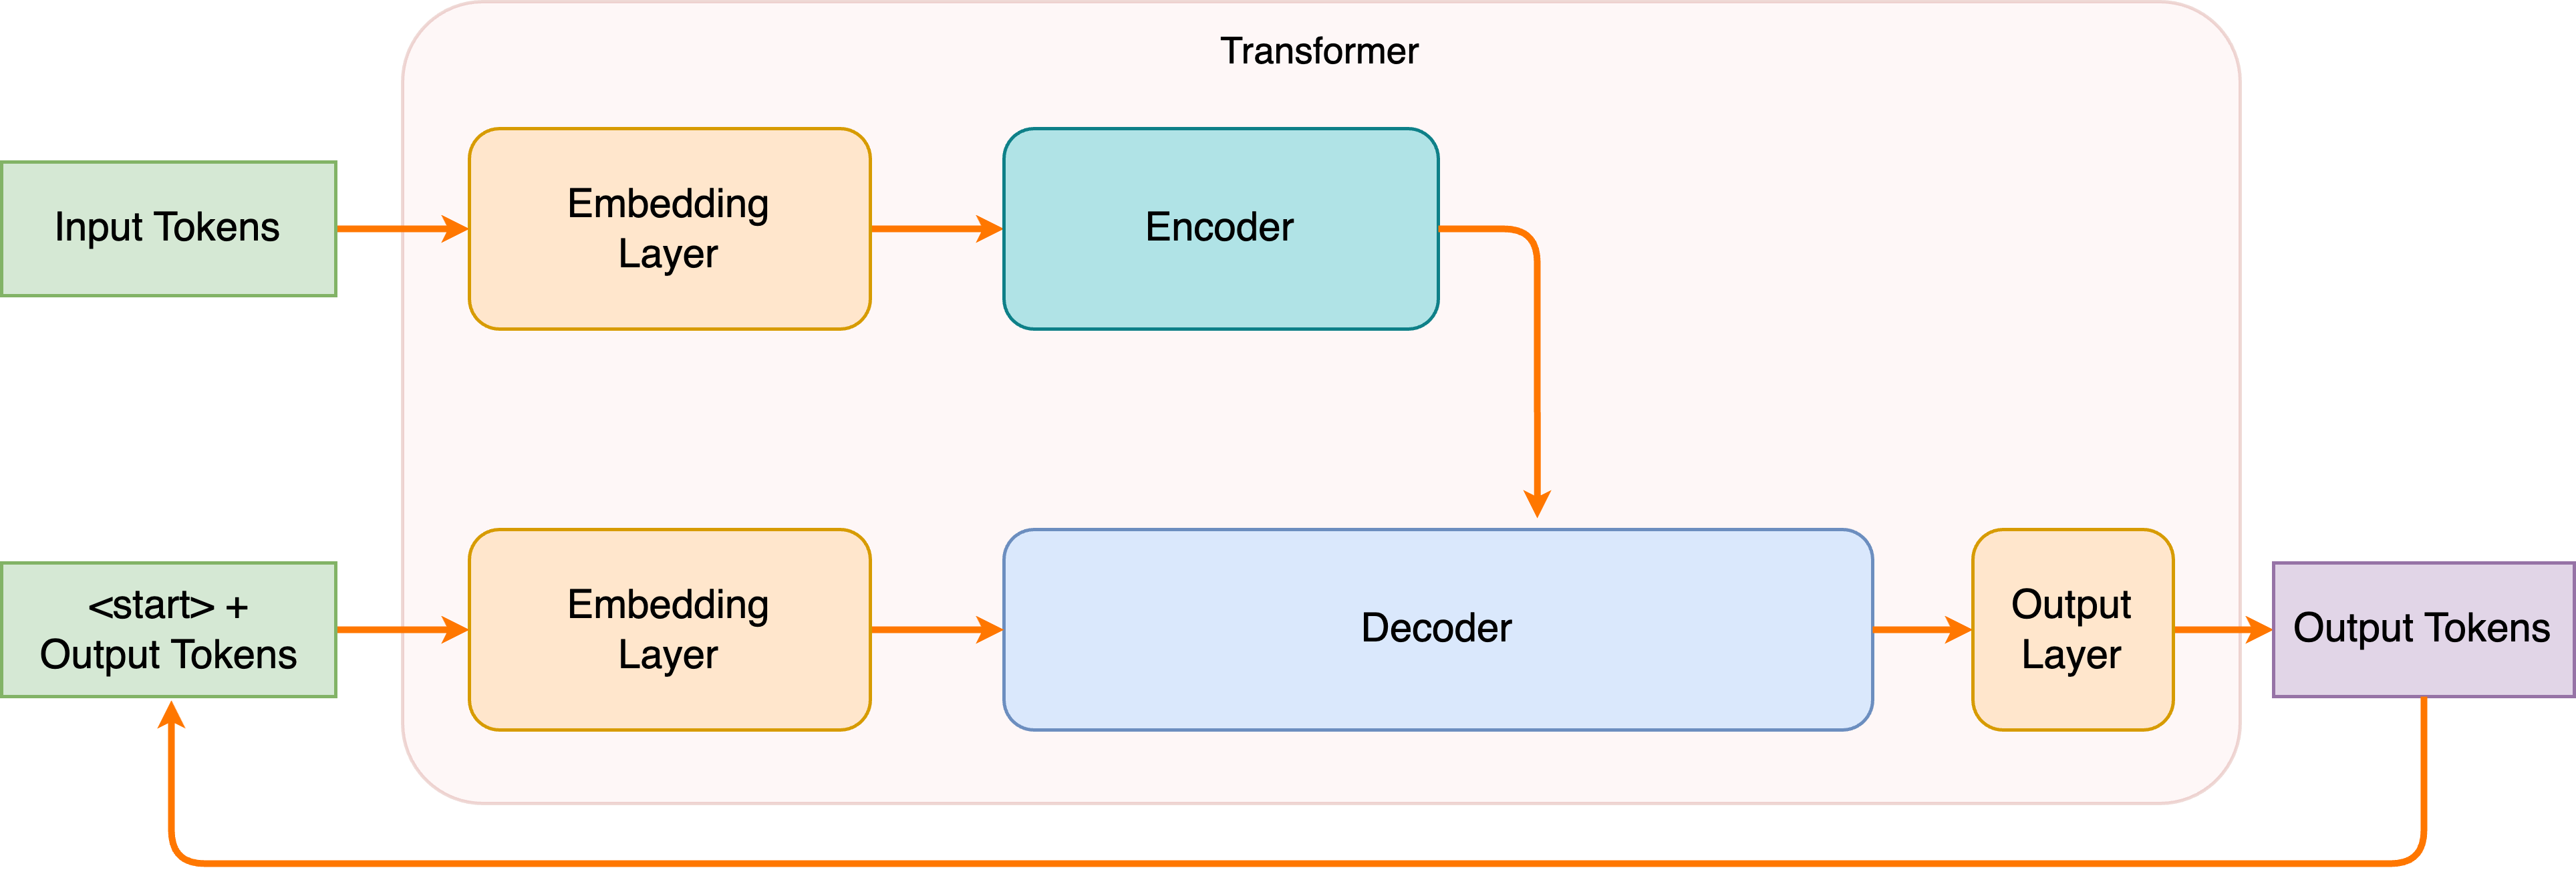 Transformer
Input Tokens
Embedding
Layer
Encoder
<start> +
Output Tokens
Embedding
Layer
Decoder
Output
Layer
Output Tokens